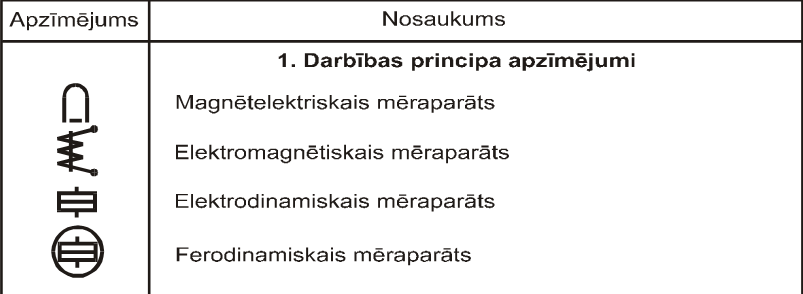 Apzīmējums Nosaukums
1. Darbības principa apzīmējumi
Magnētelektriskais mēraparāts
Elektromagnētiskais mēraparāts
Elektrodinamiskais mēraparāts
Ferodinamiskais mēraparāts